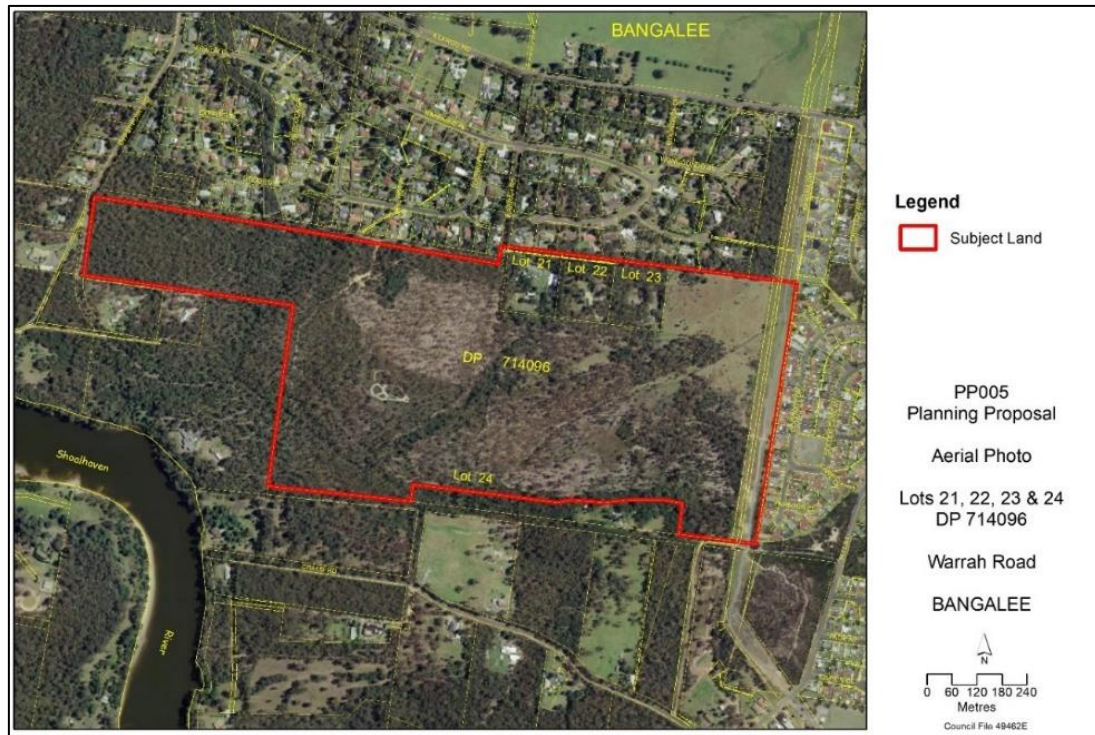 BANGALEE
Lot 21
Lot 22
Lot 23
DP 714096
Lot 24
Shoalhaven
River
Legend
Subject Land
PP005
Planning Proposal
Aerial Photo
Lots 21, 22, 23 & 24
DP 714096
Warrah Road
BANGALEE
N
0 60 120 180 240
Metres
Council File 49462E